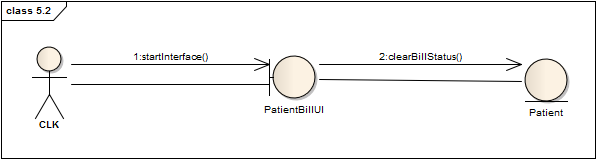 class 5.2
1:startInterface()
2:clearBillStatus()
CLK
PatientBillUI
Patient